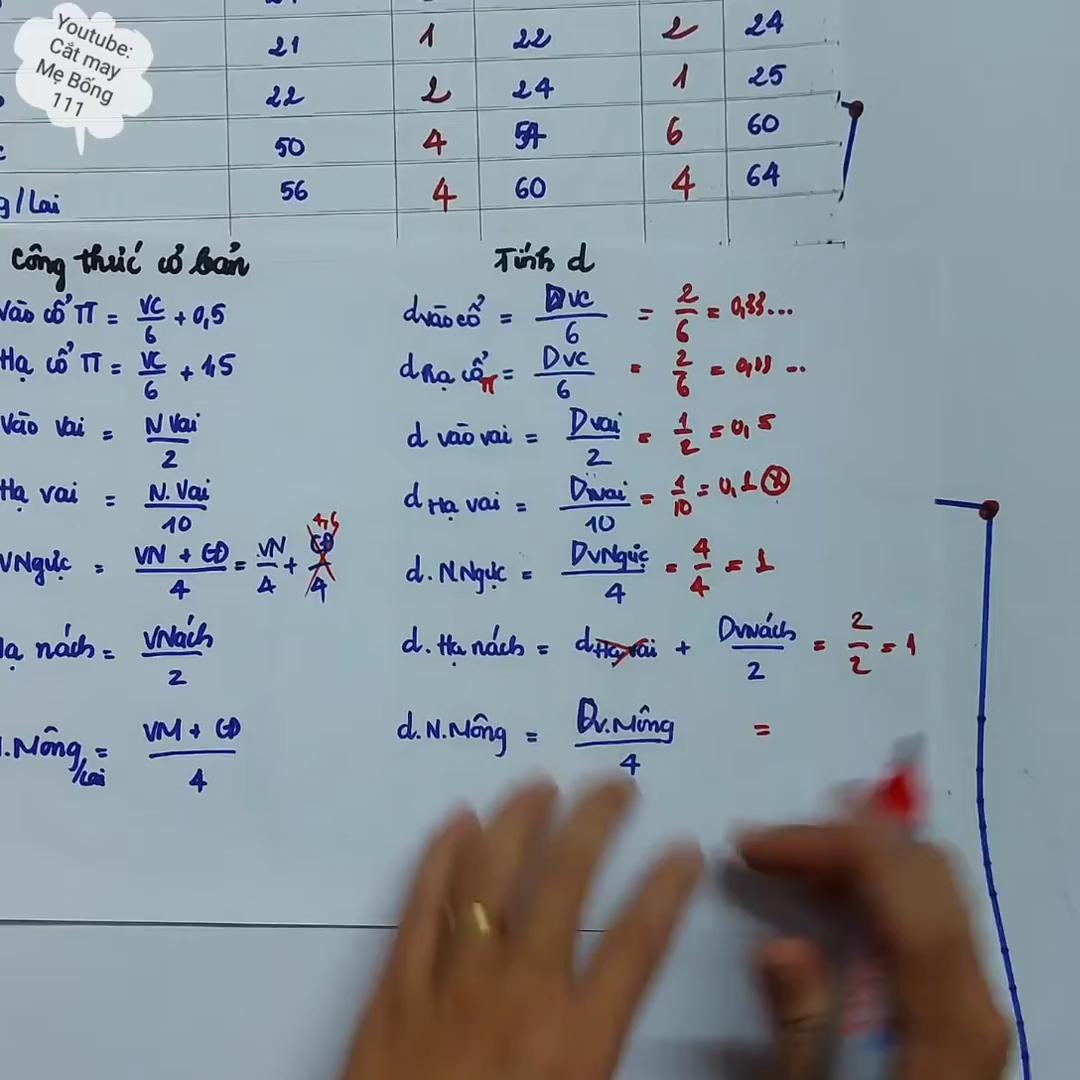 Youtube:
Cắt may
Mẹ Bống
111
21 1 22 2 24
22 2 24 1 25
50 4 54 6 60
g/Lai 56 4 60 4 64
Công thức cơ bản
Tính d
Vào cổ TT = VC/6 + 0,5
d vào cổ = DVC/6 = 2/6 = 0,33...
Hạ cổ TT = VC/6 + 1,5
d Hạ cổ TT = DVC/6 = 2/6 = 0,33...
Vào vai = N Vai/2
d vào vai = Dvai/2 = 1/2 = 0,5
Hạ vai = N.Vai/10
d Hạ vai = DNvai/10 = 1/10 = 0,1 X
VNgực = VN + CĐ/4 = VN/4 + CĐ/4
d.NNgực = DVNgực/4 = 4/4 = 1
Hạ nách = VNách/2
d.Hạ nách = dHạ vai + DVNách/2 = 2/2 = 1
N.Mông/Lai = VM + CĐ/4
d.N.Mông = DV.Mông/4 =